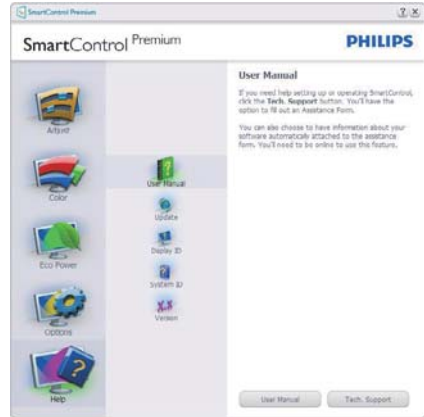 SmartControl Premium
? X
SmartControl Premium
PHILIPS
Adjust
Color
Eco Power
Options
Help
User Manual
Update
Display ID
System ID
X.X
Version
User Manual
If you need help setting up or operating SmartControl,
click the Tech. Support button. You'll have the
option to fill out an Assistance Form.
You can also choose to have information about your
software automatically attached to the assistance
form. You'll need to be online to use this feature.
User Manual
Tech. Support